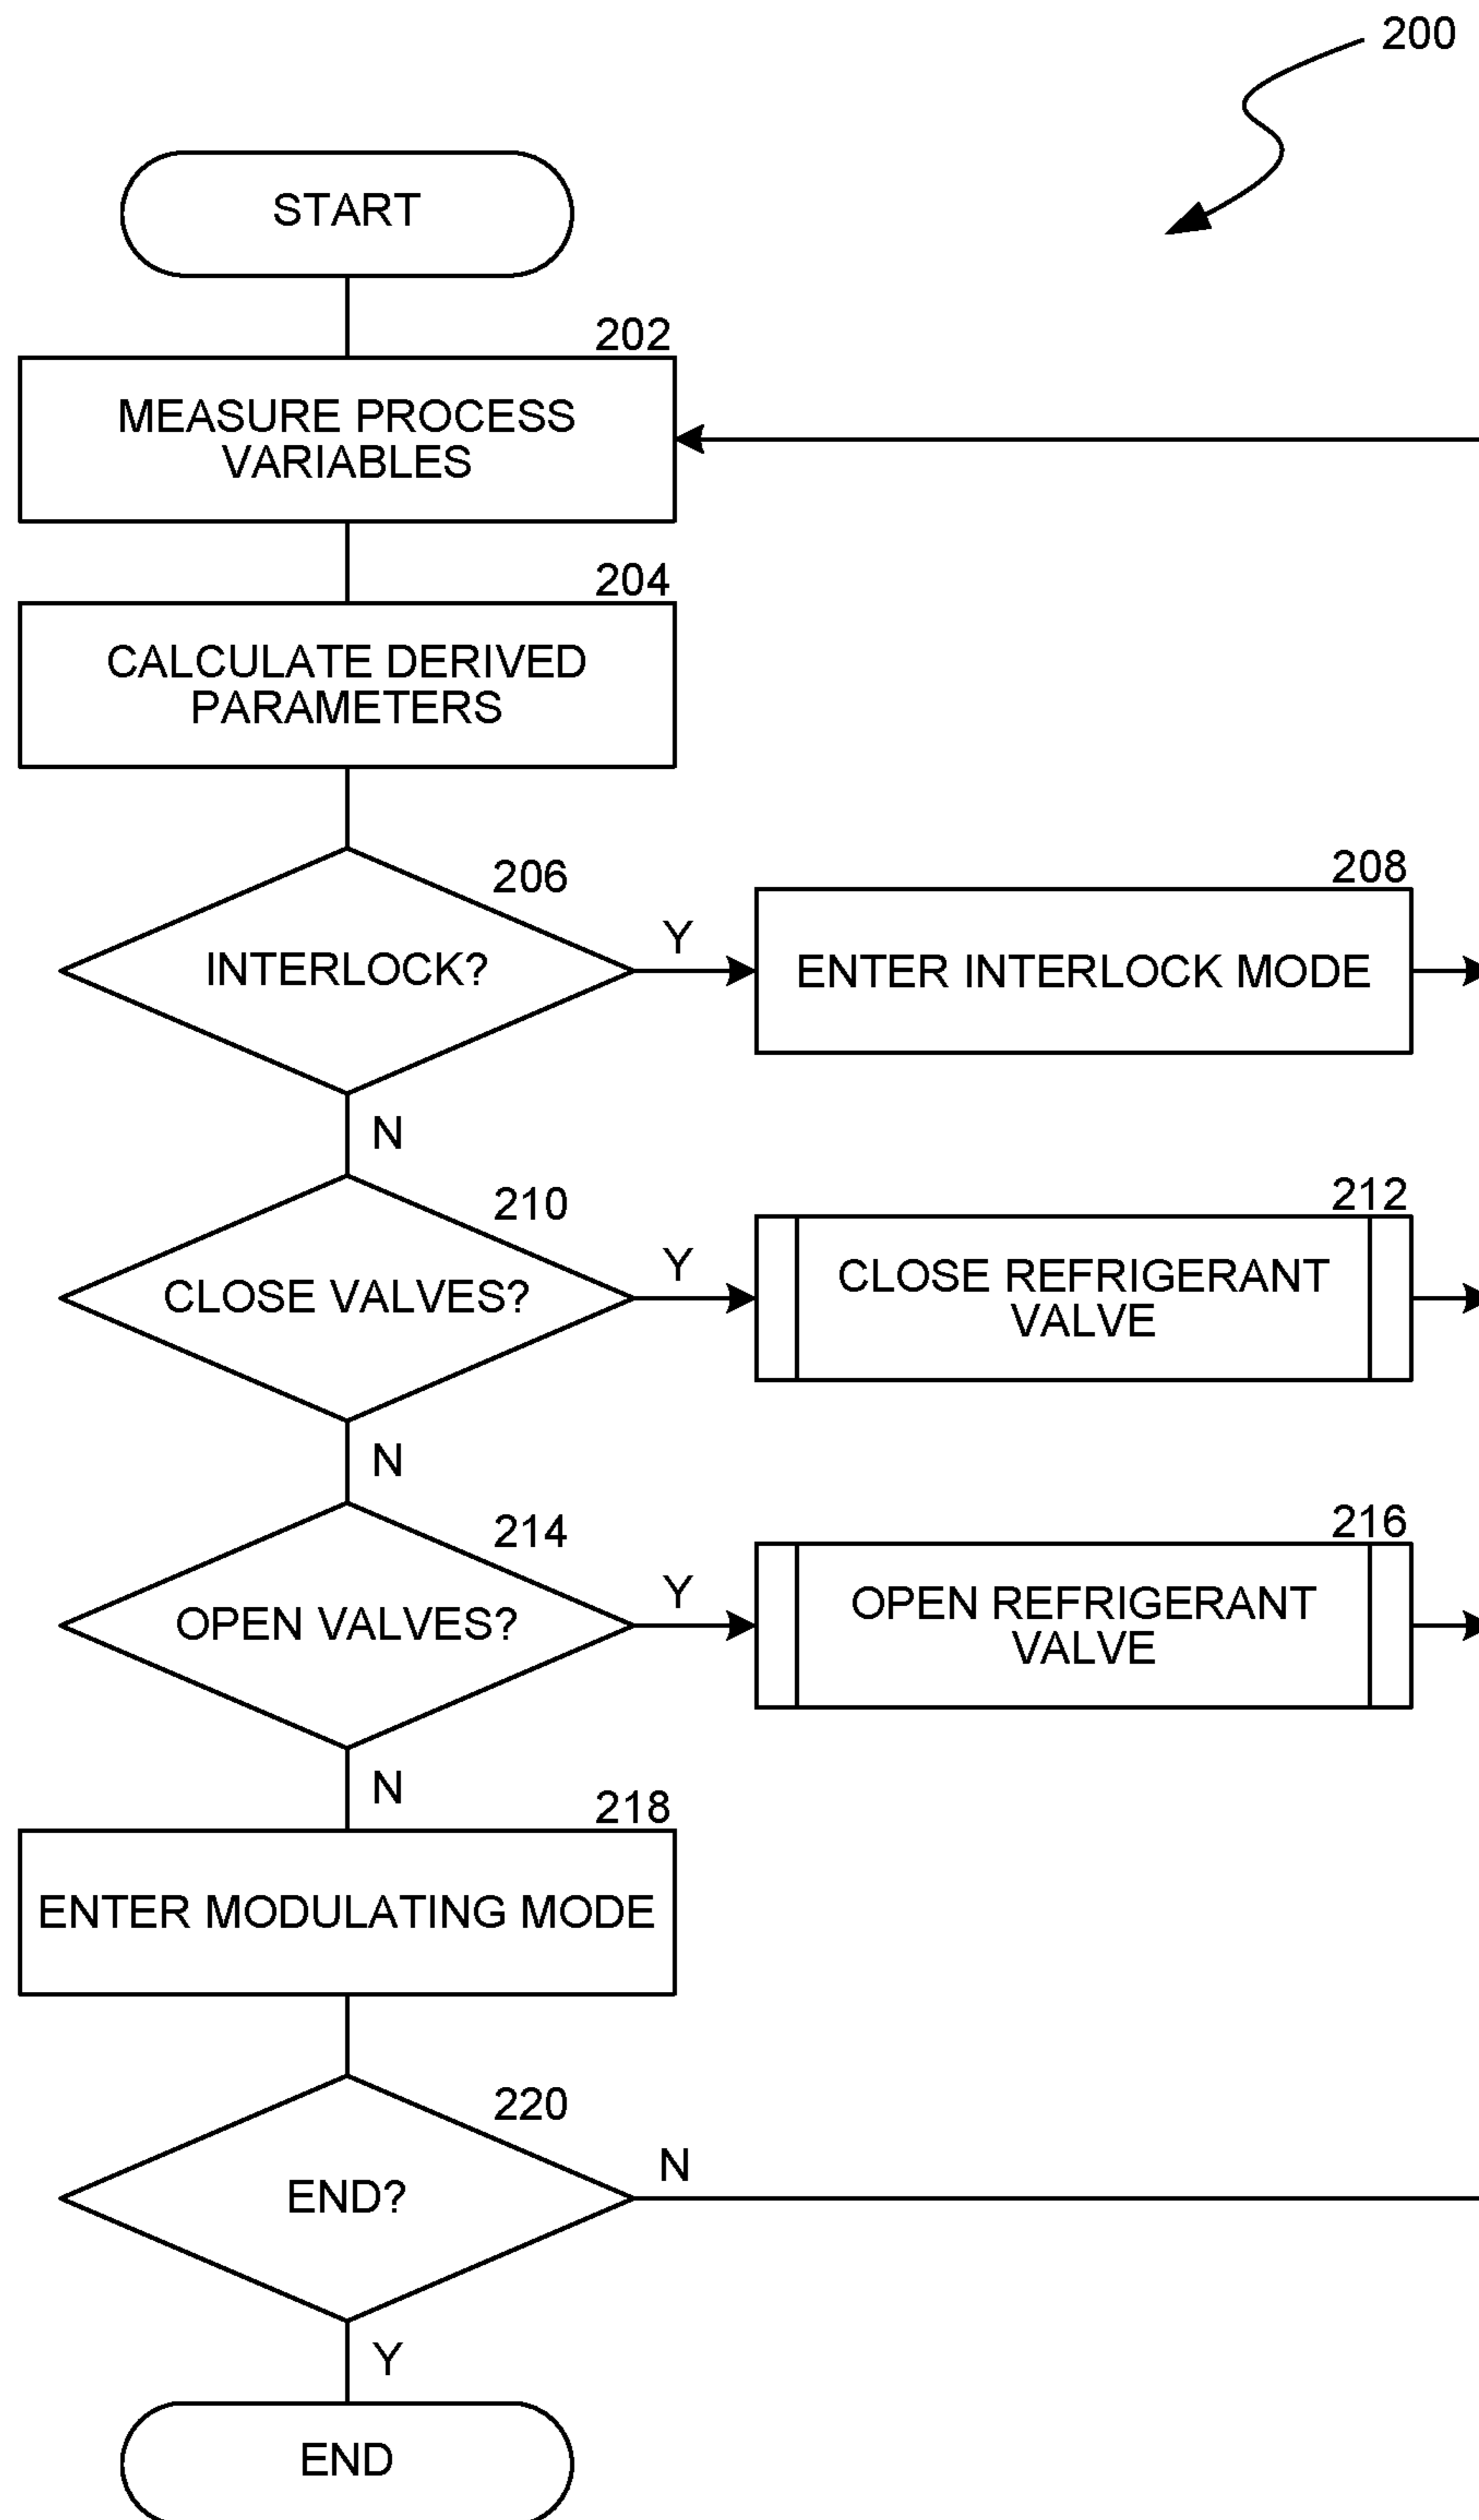 200
START
202
MEASURE PROCESS
VARIABLES
204
CALCULATE DERIVED
PARAMETERS
206
INTERLOCK?
Y
208
ENTER INTERLOCK MODE
N
210
CLOSE VALVES?
Y
212
CLOSE REFRIGERANT
VALVE
N
214
OPEN VALVES?
Y
216
OPEN REFRIGERANT
VALVE
N
218
ENTER MODULATING MODE
220
END?
N
Y
END